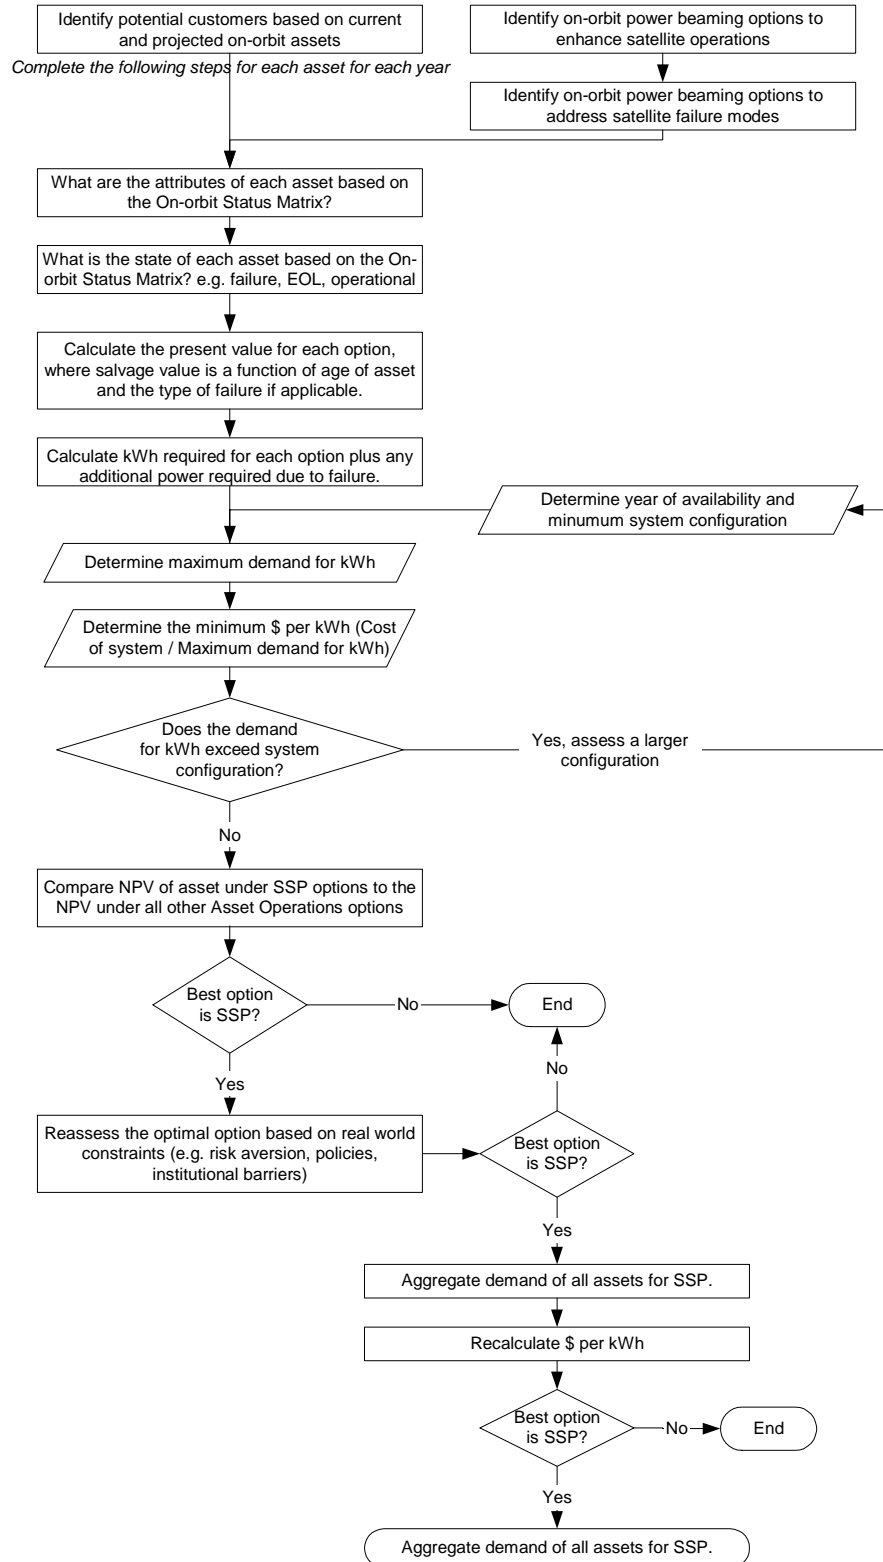 Identify potential customers based on current
and projected on-orbit assets
Identify on-orbit power beaming options to
enhance satellite operations
Complete the following steps for each asset for each year
Identify on-orbit power beaming options to
address satellite failure modes
What are the attributes of each asset based on
the On-orbit Status Matrix?
What is the state of each asset based on the On-
orbit Status Matrix? e.g. failure, EOL, operational
Calculate the present value for each option,
where salvage value is a function of age of asset
and the type of failure if applicable.
Calculate kWh required for each option plus any
additional power required due to failure.
Determine year of availability and
minumum system configuration
Determine maximum demand for kWh
Determine the minimum $ per kWh (Cost
of system / Maximum demand for kWh)
Does the demand
for kWh exceed system
configuration?
Yes, assess a larger
configuration
No
Compare NPV of asset under SSP options to the
NPV under all other Asset Operations options
Best option
is SSP?
No
End
No
Yes
Reassess the optimal option based on real world
constraints (e.g. risk aversion, policies,
institutional barriers)
Best option
is SSP?
Yes
Aggregate demand of all assets for SSP.
Recalculate $ per kWh
Best option
is SSP?
No
End
Yes
Aggregate demand of all assets for SSP.